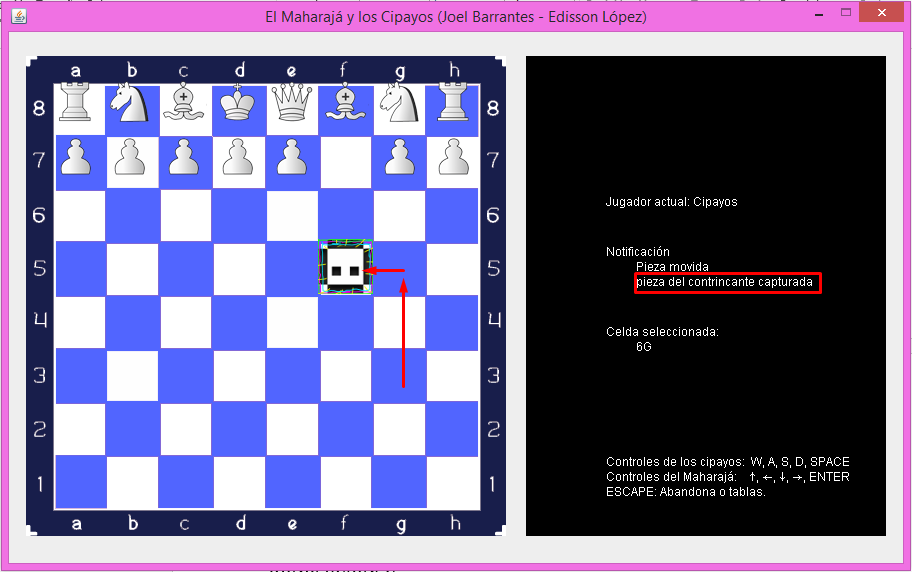 El Maharajá y los Cipayos (Joel Barrantes - Edisson López)
a b c d e f g h
8 8
7 7
6 6
5 5
4 4
3 3
2 2
1 1
a b c d e f g h
Jugador actual: Cipayos
Notificación
Pieza movida
pieza del contrincante capturada
Celda seleccionada:
6G
Controles de los cipayos: W, A, S, D, SPACE
Controles del Maharajá: ↑, ←, ↓, →, ENTER
ESCAPE: Abandona o tablas.